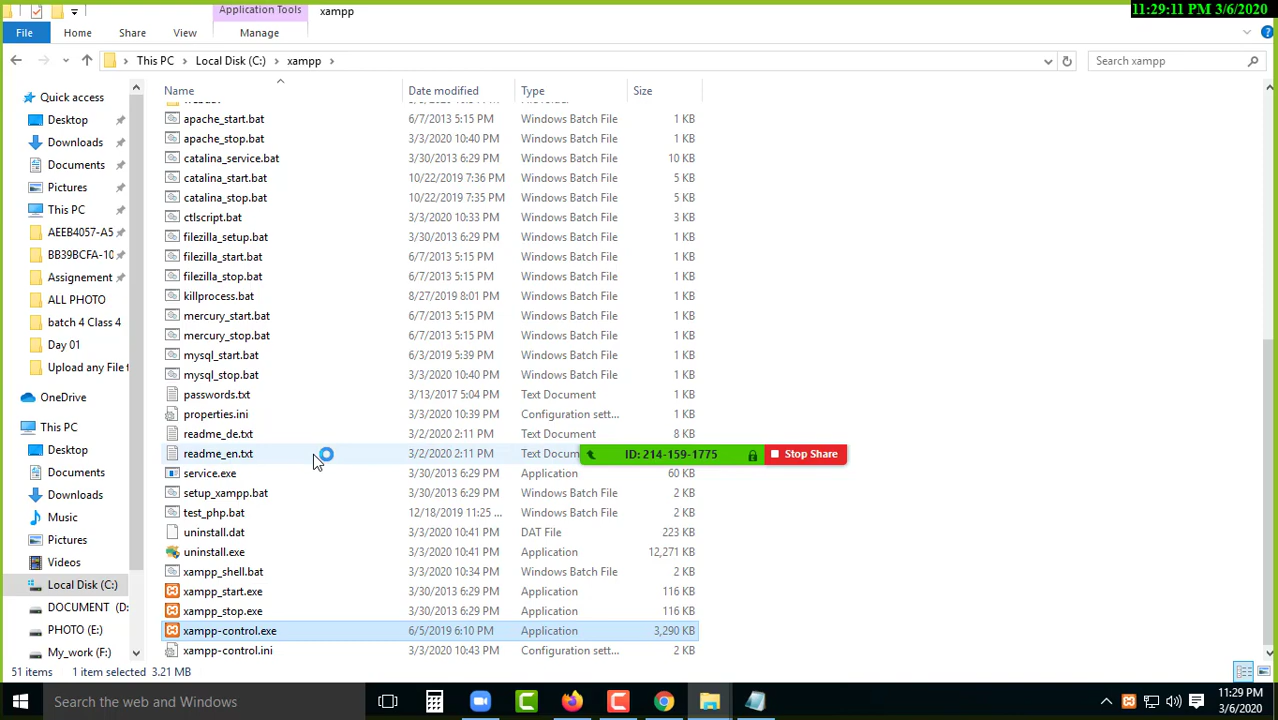 Application Tools xampp 11:29:11 PM 3/6/2020
File Home Share View Manage
This PC Local Disk (C:) xampp Search xampp
Name Date modified Type Size
apache_start.bat 6/7/2013 5:15 PM Windows Batch File 1 KB
apache_stop.bat 3/3/2020 10:40 PM Windows Batch File 1 KB
catalina_service.bat 3/30/2013 6:29 PM Windows Batch File 10 KB
catalina_start.bat 10/22/2019 7:36 PM Windows Batch File 5 KB
catalina_stop.bat 10/22/2019 7:35 PM Windows Batch File 5 KB
ctlscript.bat 3/3/2020 10:33 PM Windows Batch File 3 KB
filezilla_setup.bat 3/30/2013 6:29 PM Windows Batch File 1 KB
filezilla_start.bat 6/7/2013 5:15 PM Windows Batch File 1 KB
filezilla_stop.bat 6/7/2013 5:15 PM Windows Batch File 1 KB
killprocess.bat 8/27/2019 8:01 PM Windows Batch File 1 KB
mercury_start.bat 6/7/2013 5:15 PM Windows Batch File 1 KB
mercury_stop.bat 6/7/2013 5:15 PM Windows Batch File 1 KB
mysql_start.bat 6/3/2019 5:39 PM Windows Batch File 1 KB
mysql_stop.bat 3/3/2020 10:40 PM Windows Batch File 1 KB
passwords.txt 3/13/2017 5:04 PM Text Document 1 KB
properties.ini 3/3/2020 10:39 PM Configuration sett... 1 KB
readme_de.txt 3/2/2020 2:11 PM Text Document 8 KB
readme_en.txt 3/2/2020 2:11 PM Text Docum ID: 214-159-1775 Stop Share
service.exe 3/30/2013 6:29 PM Application 60 KB
setup_xampp.bat 3/30/2013 6:29 PM Windows Batch File 2 KB
test_php.bat 12/18/2019 11:25 ... Windows Batch File 2 KB
uninstall.dat 3/3/2020 10:41 PM DAT File 223 KB
uninstall.exe 3/3/2020 10:41 PM Application 12,271 KB
xampp_shell.bat 3/3/2020 10:34 PM Windows Batch File 2 KB
xampp_start.exe 3/30/2013 6:29 PM Application 116 KB
xampp_stop.exe 3/30/2013 6:29 PM Application 116 KB
xampp-control.exe 6/5/2019 6:10 PM Application 3,290 KB
xampp-control.ini 3/3/2020 10:43 PM Configuration sett... 2 KB
Quick access
Desktop
Downloads
Documents
Pictures
This PC
AEEB4057-A5
BB39BCFA-10
Assignement
ALL PHOTO
batch 4 Class 4
Day 01
Upload any File t
OneDrive
This PC
Desktop
Documents
Downloads
Music
Pictures
Videos
Local Disk (C:)
DOCUMENT (D:
PHOTO (E:)
My_work (F:)
51 items 1 item selected 3.21 MB
Search the web and Windows
11:29 PM
3/6/2020